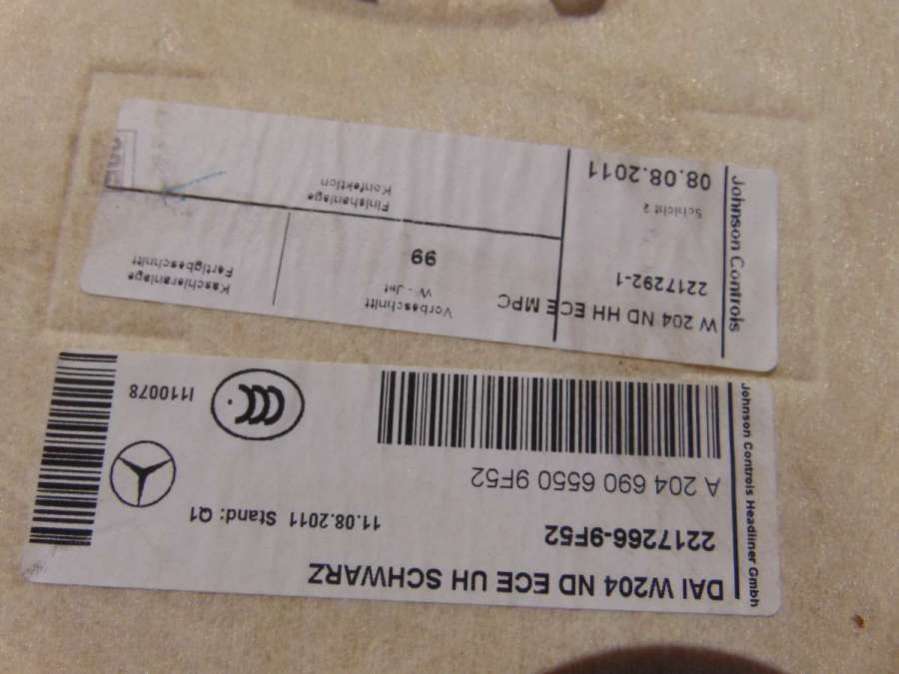 DAI W204 ND ECE UH SCHWARZ
2217266-9F52
11.08.2011 Stand: Q1
A 204 690 6550 9F52
I110078
Johnson Controls Headliner Gmbh
W 204 ND HH ECE MPC
2217292-1
Schicht 2
08.08.2011
Johnson Controls
Vorbeschnitt
W - Jet
99
Kaschieranlage
Fertigbeschnitt
Finishanlage
Konfektion